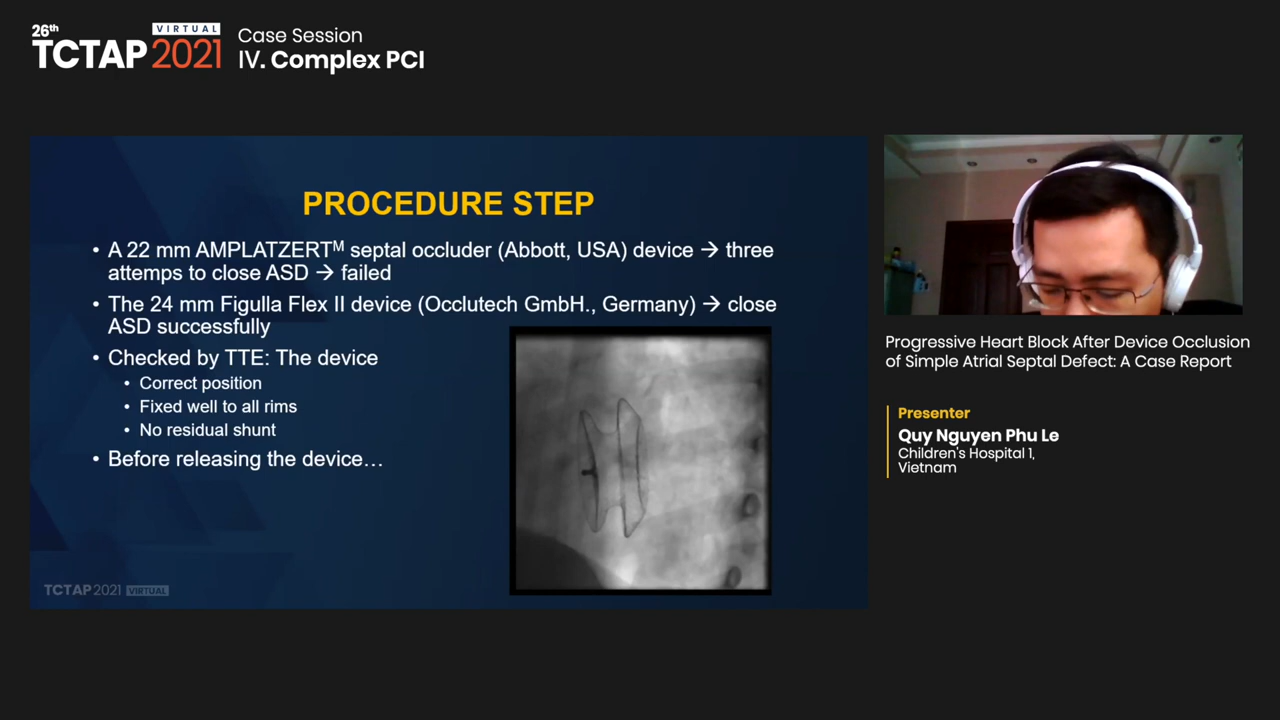 26th
TCTAP
VIRTUAL
2021
Case Session
IV. Complex PCI
PROCEDURE STEP
• A 22 mm AMPLATZERTᴹ septal occluder (Abbott, USA) device → three
attemps to close ASD → failed
• The 24 mm Figulla Flex II device (Occlutech GmbH., Germany) → close
ASD successfully
• Checked by TTE: The device
• Correct position
• Fixed well to all rims
• No residual shunt
• Before releasing the device…
TCTAP 2021 VIRTUAL
Progressive Heart Block After Device Occlusion
of Simple Atrial Septal Defect: A Case Report
Presenter
Quy Nguyen Phu Le
Children's Hospital 1,
Vietnam